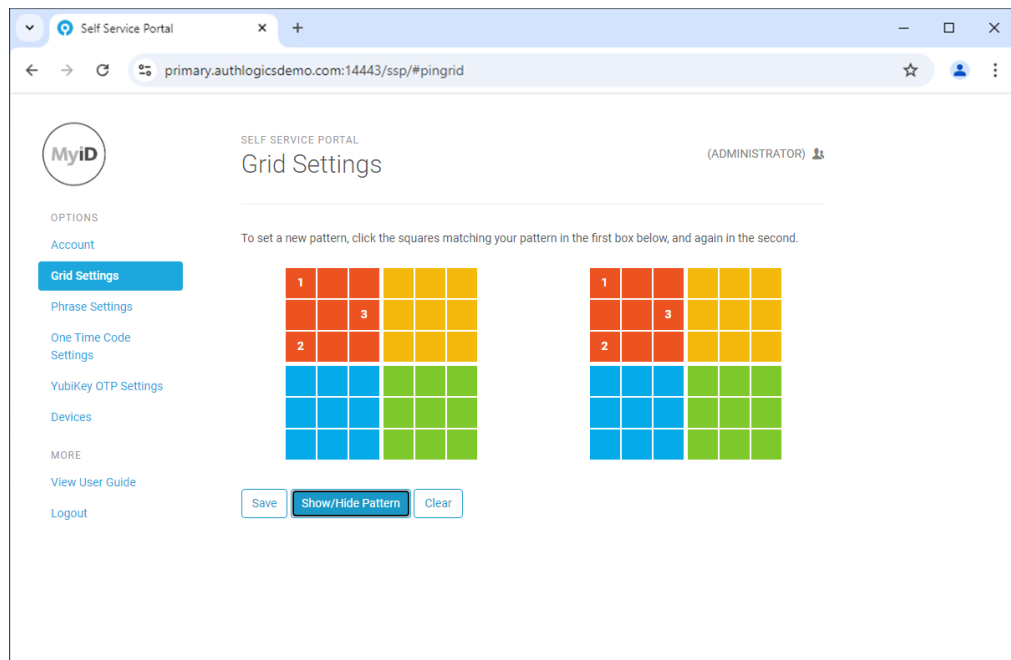 Self Service Portal
primary.authlogicsdemo.com:14443/ssp/#pingrid
MyiD
SELF SERVICE PORTAL
Grid Settings
(ADMINISTRATOR)
OPTIONS
Account
Grid Settings
Phrase Settings
One Time Code
Settings
YubiKey OTP Settings
Devices
MORE
View User Guide
Logout
To set a new pattern, click the squares matching your pattern in the first box below, and again in the second.
1
3
2
1
3
2
Save Show/Hide Pattern Clear